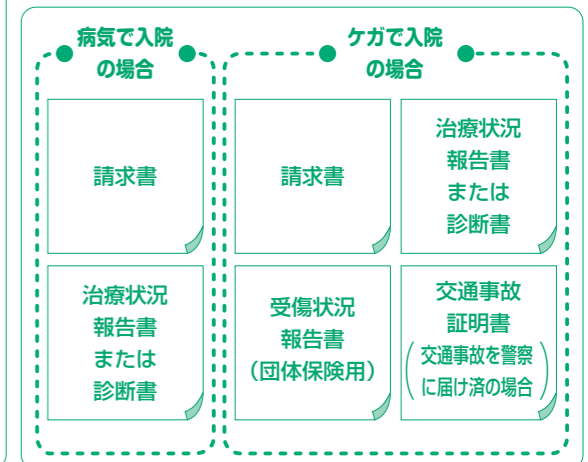 病気で入院
の場合
請求書
治療状況
報告書
または
診断書
ケガで入院
の場合
請求書
治療状況
報告書
または
診断書
受傷状況
報告書
（団体保険用）
交通事故
証明書
（交通事故を警察
に届け済の場合）